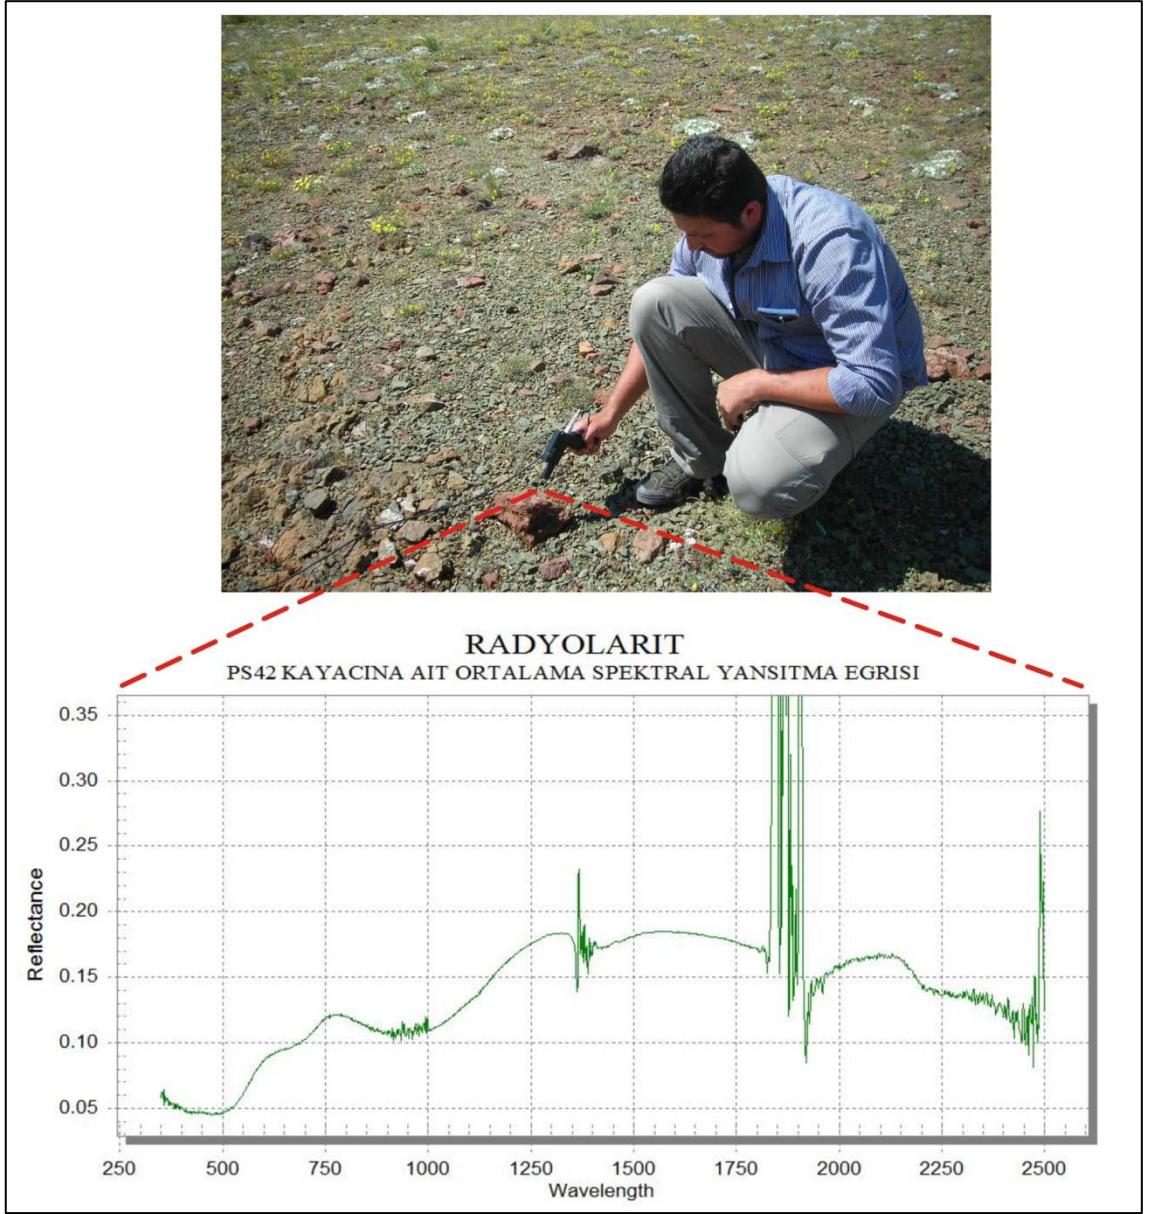 RADYOLARIT
PS42 KAYACINA AIT ORTALAMA SPEKTRAL YANSITMA EGRISI
0.35
0.30
0.25
0.20
0.15
0.10
0.05
Reflectance
250 500 750 1000 1250 1500 1750 2000 2250 2500
Wavelength